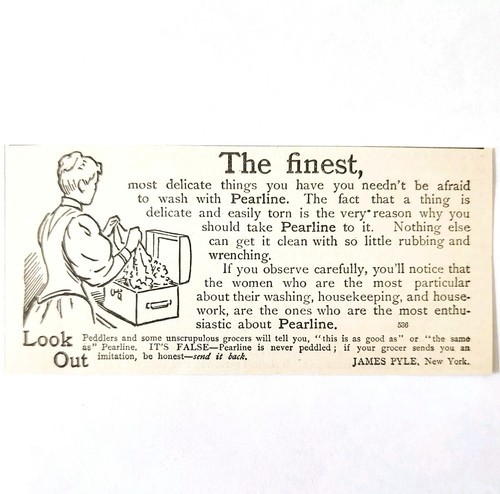 The finest,
most delicate things you have you needn't be afraid
to wash with Pearline. The fact that a thing is
delicate and easily torn is the very reason why you
should take Pearline to it. Nothing else
can get it clean with so little rubbing and
wrenching.
If you observe carefully, you'll notice that
the women who are the most particular
about their washing, housekeeping, and house-
work, are the ones who are the most enthu-
siastic about Pearline. 536
Look Out
Peddlers and some unscrupulous grocers will tell you, "this is as good as" or "the same
as" Pearline. IT'S FALSE—Pearline is never peddled; if your grocer sends you an
imitation, be honest—send it back. JAMES PYLE, New York.